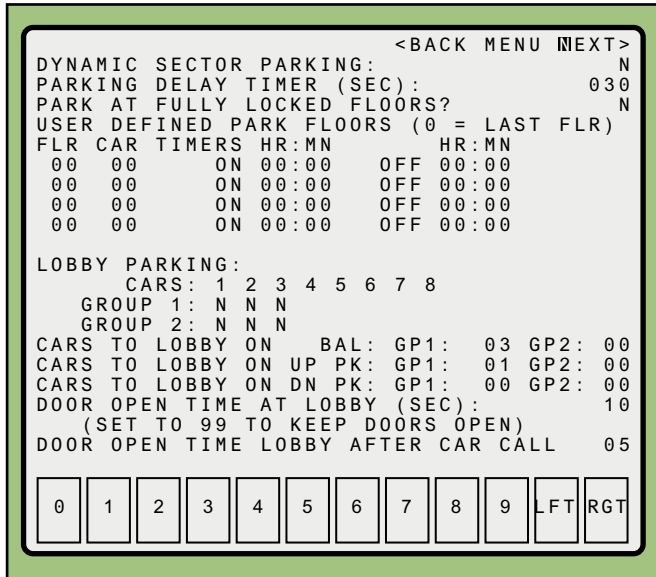 <BACK MENU NEXT>
DYNAMIC SECTOR PARKING: N
PARKING DELAY TIMER (SEC): 030
PARK AT FULLY LOCKED FLOORS? N
USER DEFINED PARK FLOORS (0 = LAST FLR)
FLR CAR TIMERS HR:MN HR:MN
00 00 ON 00:00 OFF 00:00
00 00 ON 00:00 OFF 00:00
00 00 ON 00:00 OFF 00:00
00 00 ON 00:00 OFF 00:00
LOBBY PARKING:
CARS: 1 2 3 4 5 6 7 8
GROUP 1: N N N
GROUP 2: N N N
CARS TO LOBBY ON BAL: GP1: 03 GP2: 00
CARS TO LOBBY ON UP PK: GP1: 01 GP2: 00
CARS TO LOBBY ON DN PK: GP1: 00 GP2: 00
DOOR OPEN TIME AT LOBBY (SEC): 10
(SET TO 99 TO KEEP DOORS OPEN)
DOOR OPEN TIME LOBBY AFTER CAR CALL 05
0 1 2 3 4 5 6 7 8 9 LFT RGT